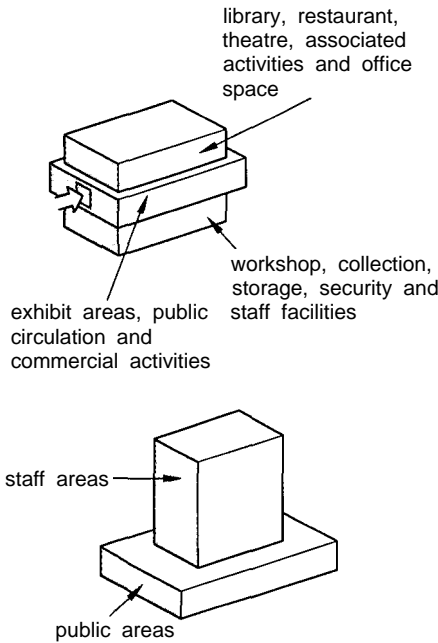 library, restaurant,
theatre, associated
activities and office
space
workshop, collection,
storage, security and
staff facilities
exhibit areas, public
circulation and
commercial activities
staff areas
public areas